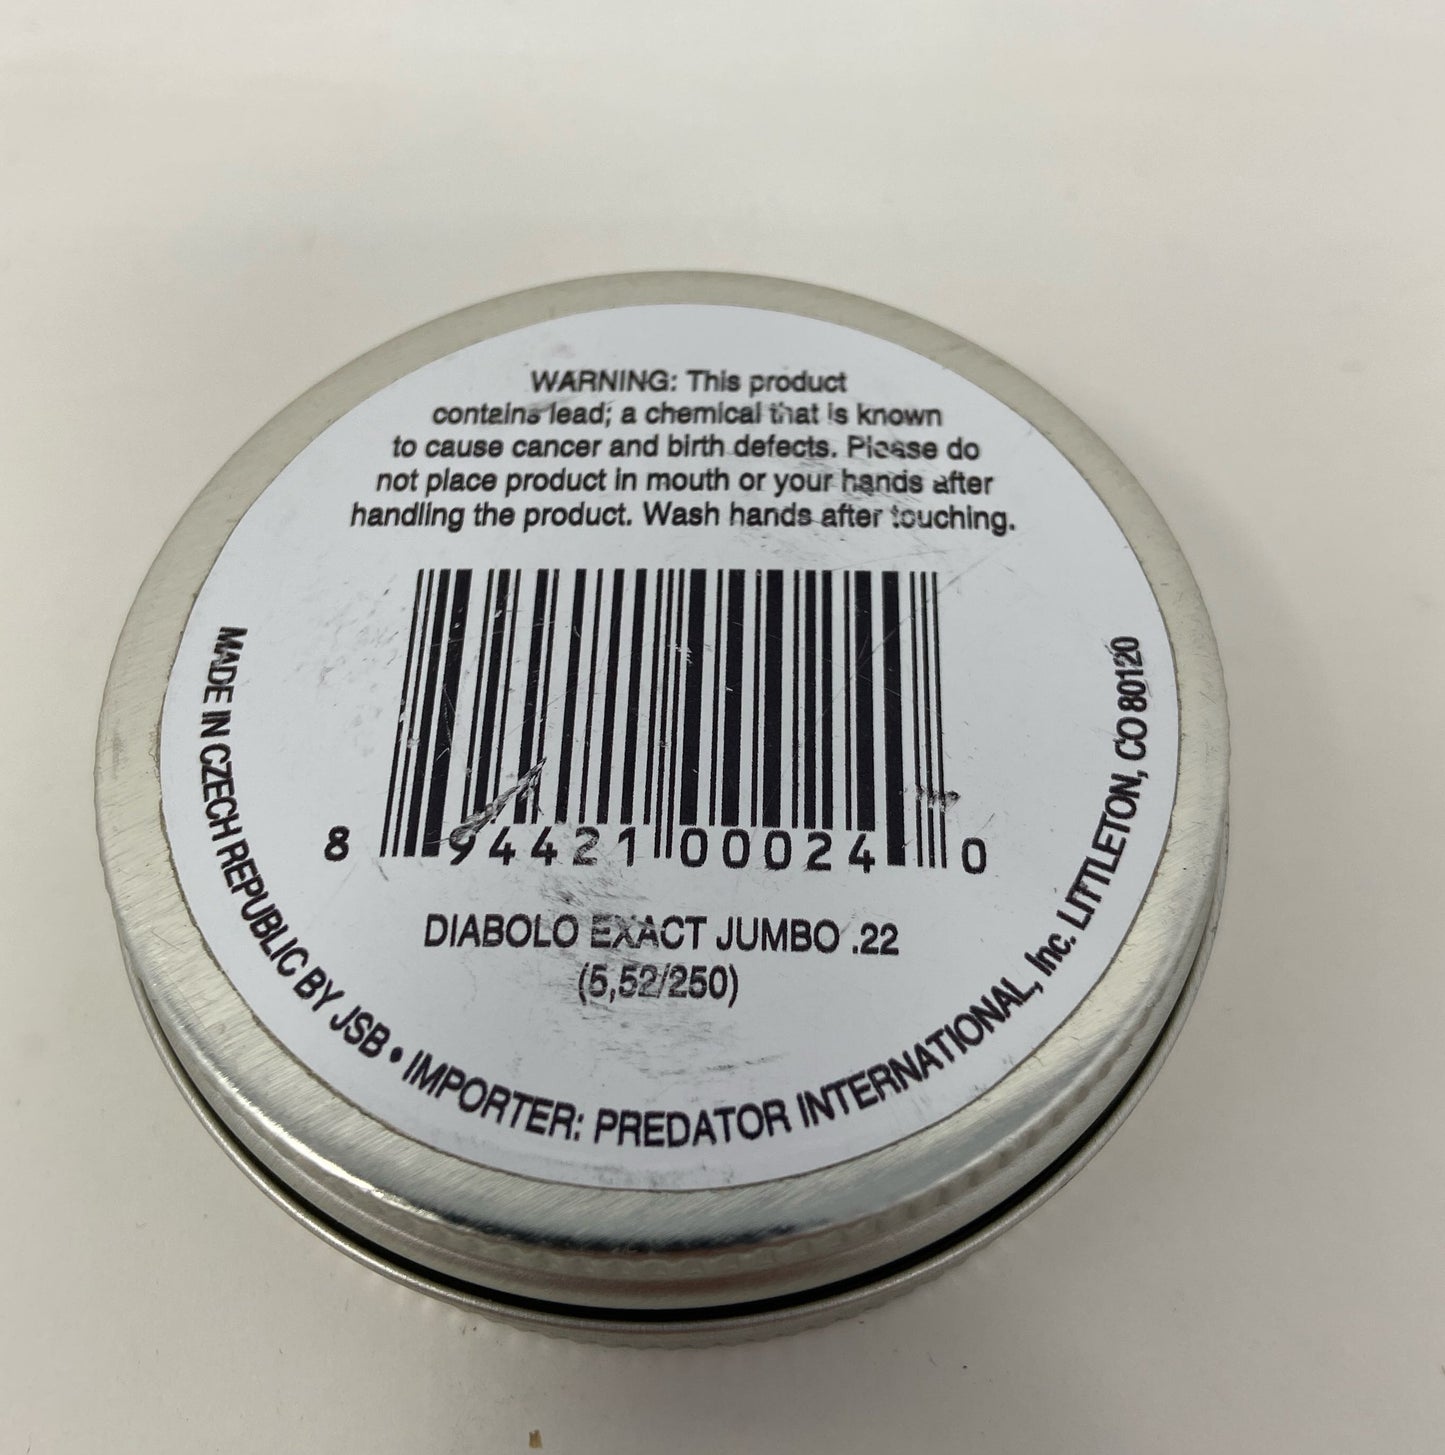 WARNING: This product
contains lead; a chemical that is known
to cause cancer and birth defects. Please do
not place product in mouth or your hands after
handling the product. Wash hands after touching.
8 94421 00024 0
DIABOLO EXACT JUMBO .22
(5,52/250)
MADE IN CZECH REPUBLIC BY JSB • IMPORTER: PREDATOR INTERNATIONAL, Inc. LITTLETON, CO 80120